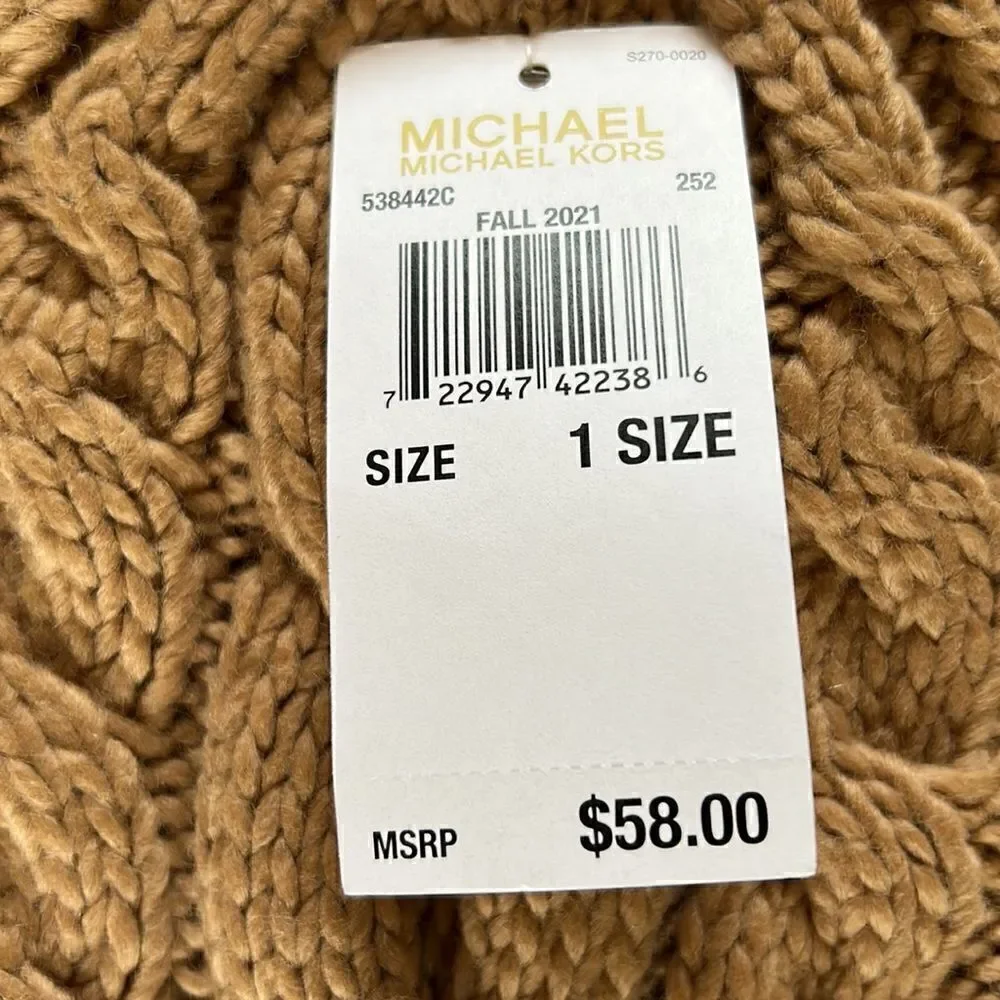 S270-0020
MICHAEL
MICHAEL KORS
538442C 252
FALL 2021
7 22947 42238 6
SIZE 1 SIZE
MSRP $58.00